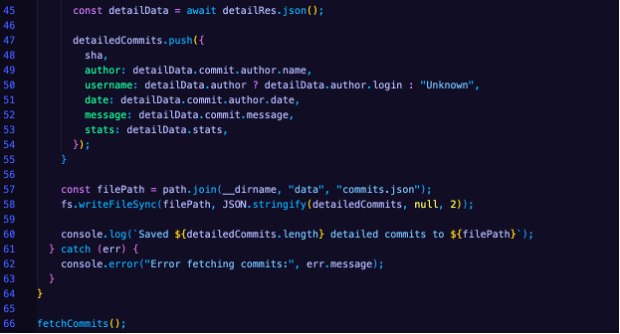 45 const detailData = await detailRes.json();
46
47 detailedCommits.push({
48 sha,
49 author: detailData.commit.author.name,
50 username: detailData.author ? detailData.author.login : "Unknown",
51 date: detailData.commit.author.date,
52 message: detailData.commit.message,
53 stats: detailData.stats,
54 });
55 }
56
57 const filePath = path.join(__dirname, "data", "commits.json");
58 fs.writeFileSync(filePath, JSON.stringify(detailedCommits, null, 2));
59
60 console.log(`Saved ${detailedCommits.length} detailed commits to ${filePath}`);
61 } catch (err) {
62 console.error("Error fetching commits:", err.message);
63 }
64 }
65
66 fetchCommits();